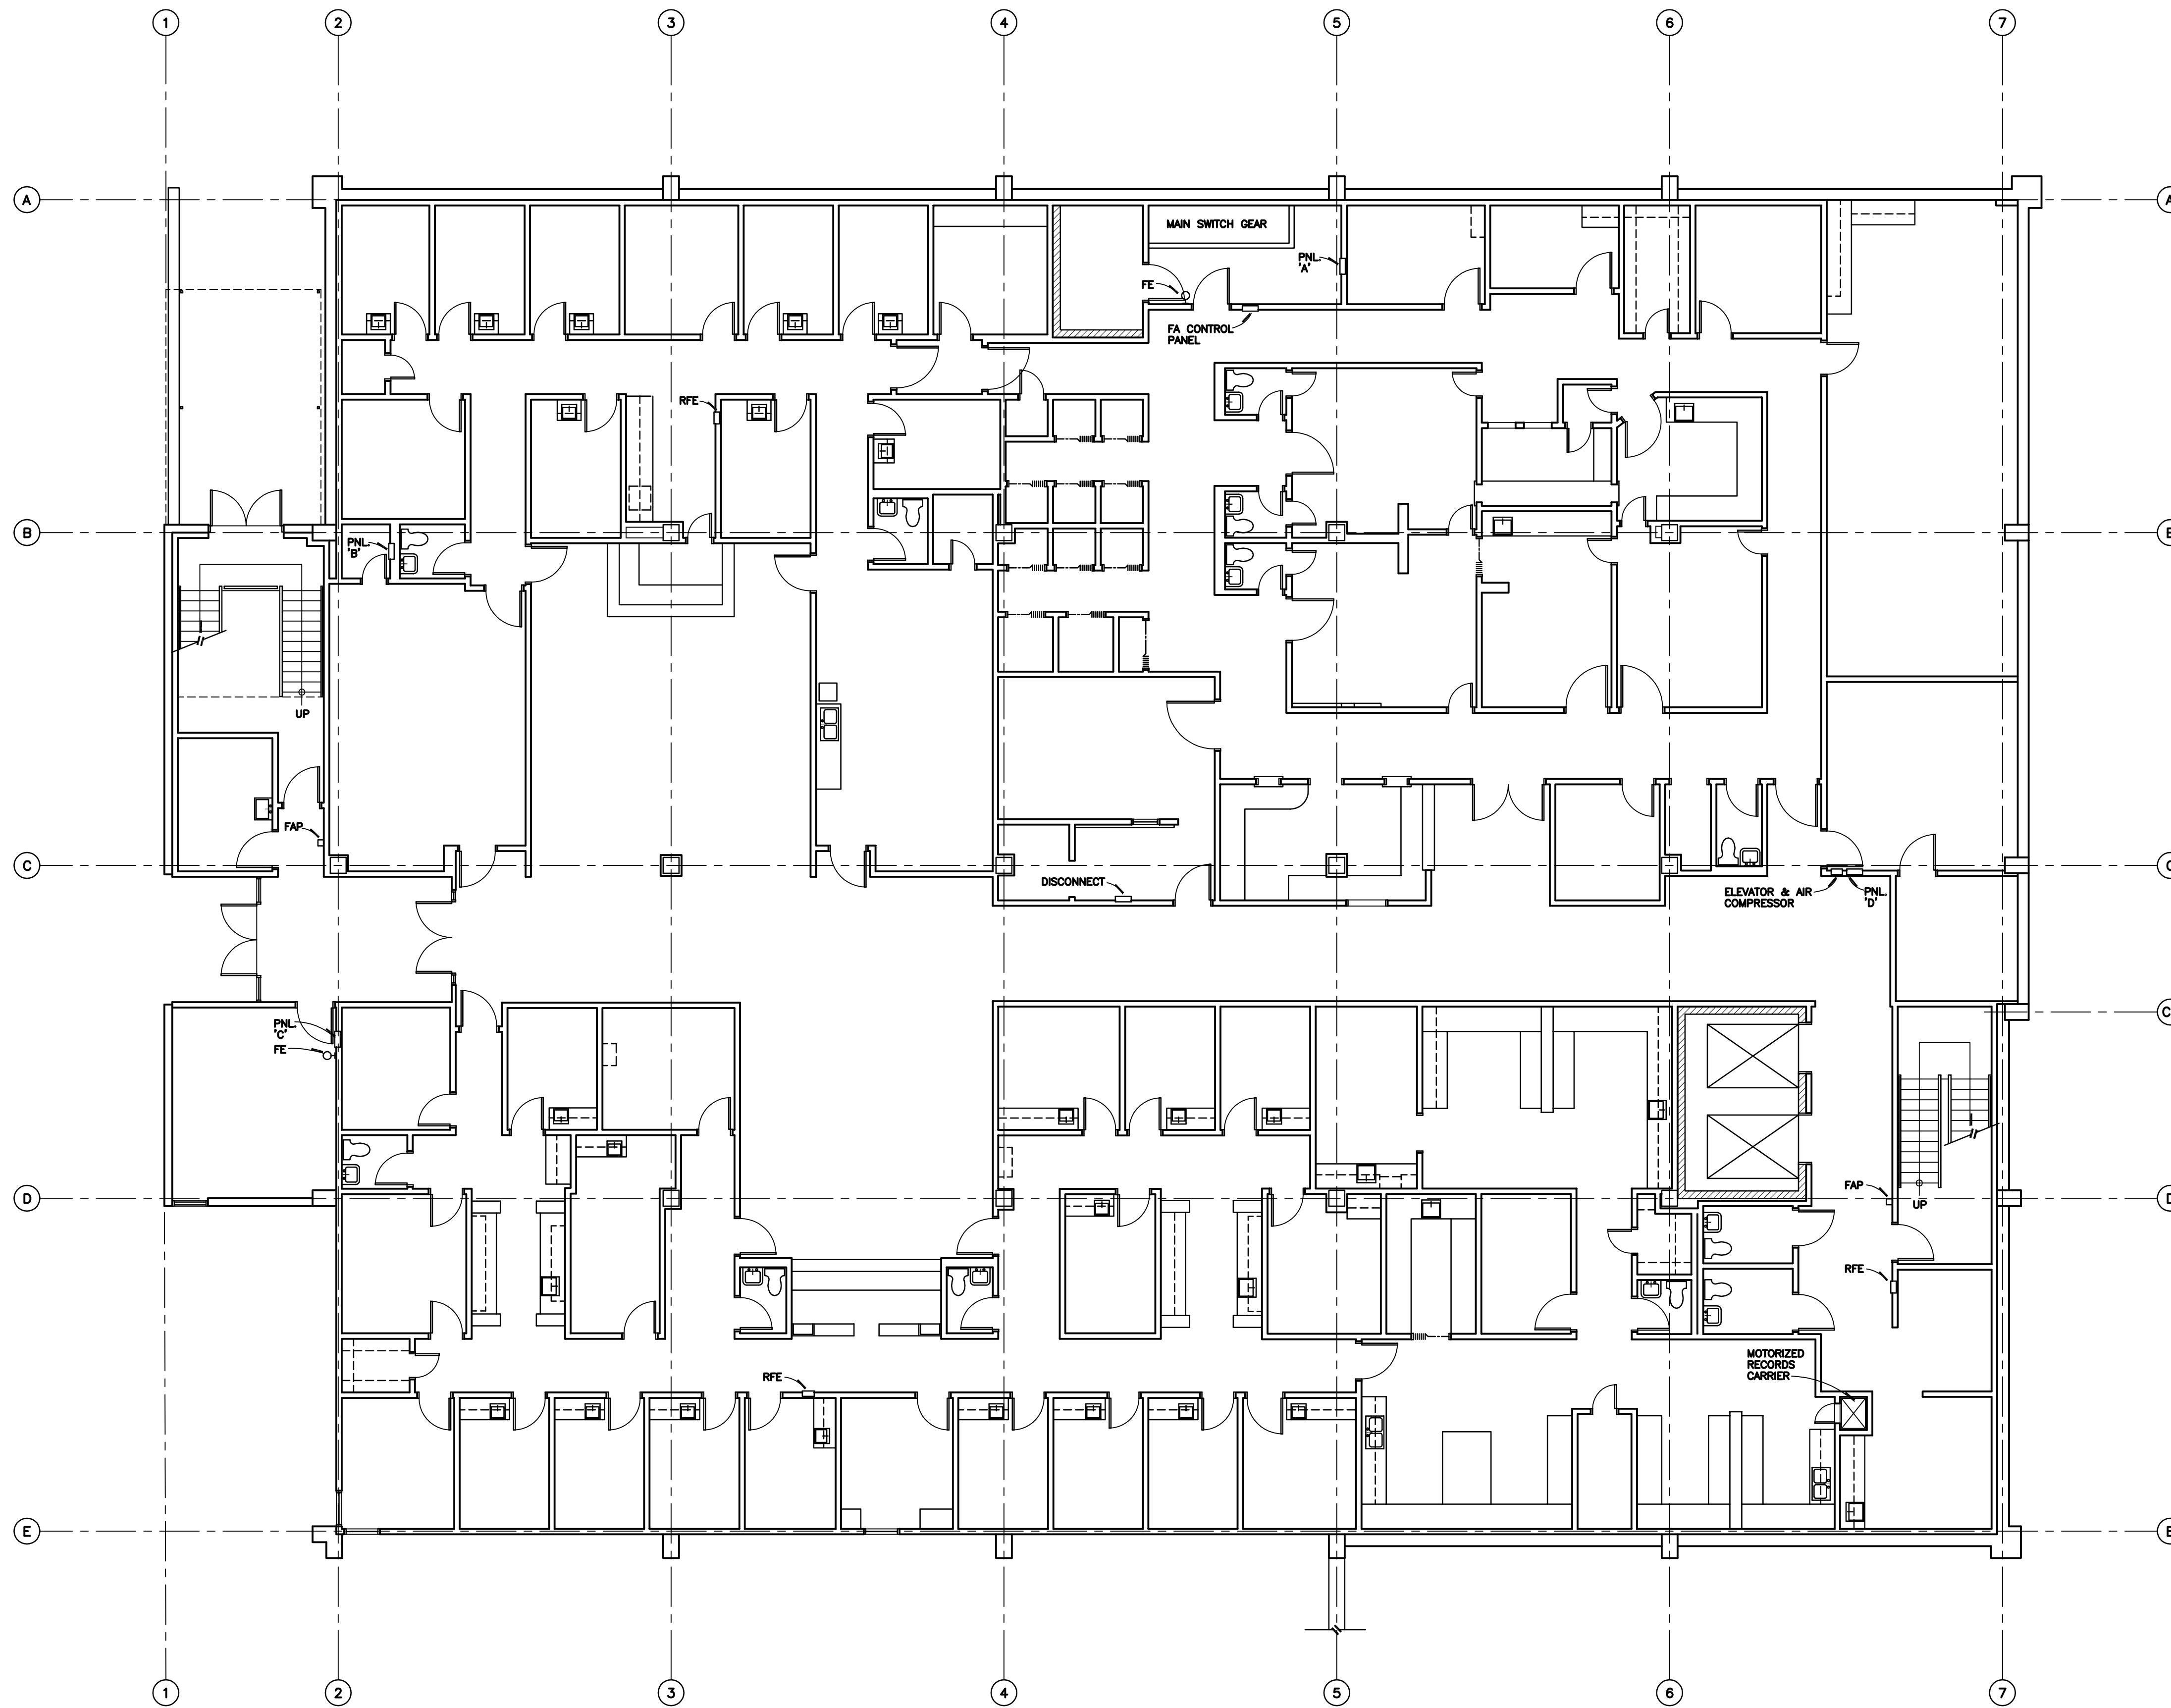 1
2
3
4
5
6
7
A
A
MAIN SWITCH GEAR
PNL.
'A'
FE
FA CONTROL
PANEL
RFE
B
PNL.
'B'
UP
FAP
C
DISCONNECT
ELEVATOR & AIR
COMPRESSOR
PNL.
'D'
PNL.
'C'
FE
D
FAP
UP
RFE
MOTORIZED
RECORDS
CARRIER
RFE
E
1
2
3
4
5
6
7